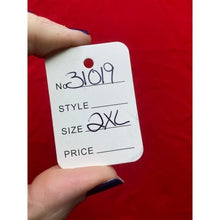 No. 31019
STYLE
SIZE 2XL
PRICE